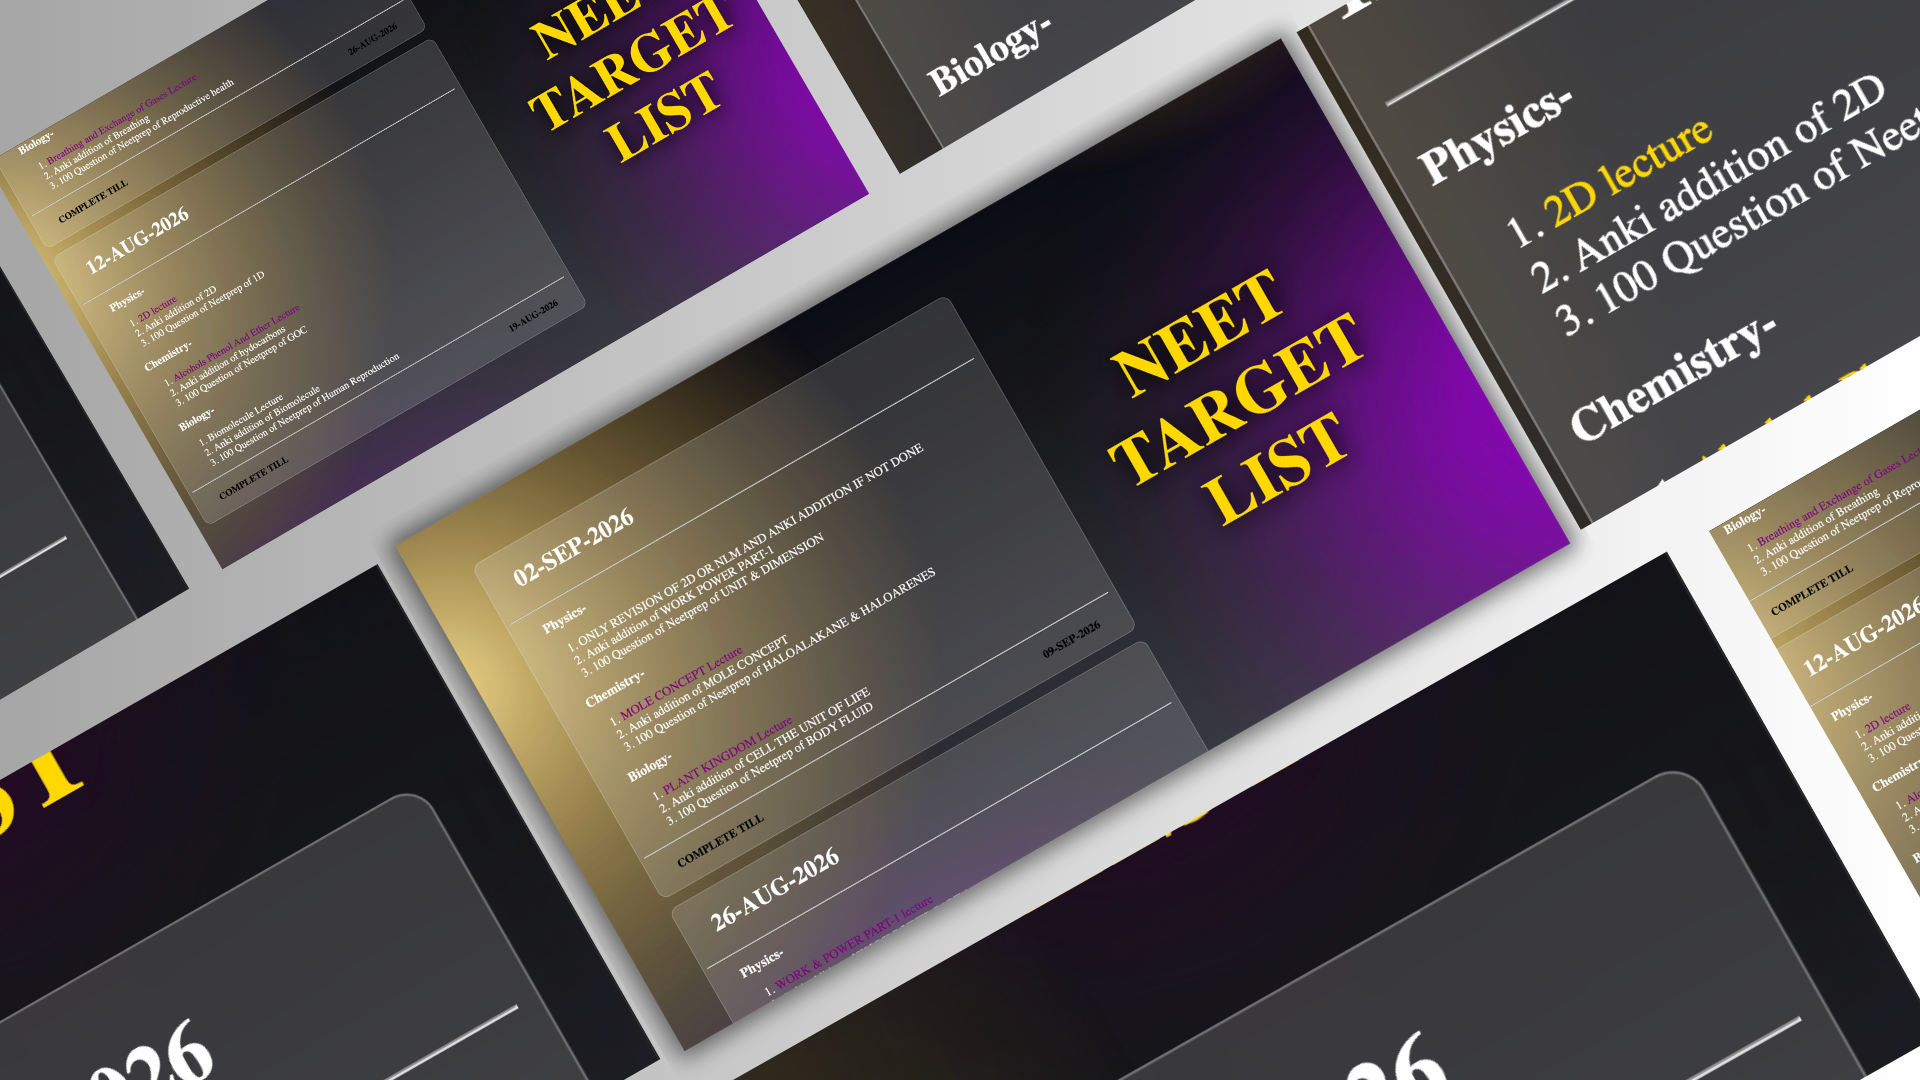 Biology-
1. Breathing and Exchange of Gases Lecture
2. Anki addition of Breathing
3. 100 Question of Neetprep of Reproductive health
COMPLETE TILL
26-AUG-2026
12-AUG-2026
Physics-
1. 2D lecture
2. Anki addition of 2D
3. 100 Question of Neetprep of 1D
Chemistry-
1. Alcohols Phenol And Ether Lecture
2. Anki addition of hydocarbons
3. 100 Question of Neetprep of GOC
Biology-
1. Biomolecule Lecture
2. Anki addition of Biomolecule
3. 100 Question of Neetprep of Human Reproduction
COMPLETE TILL
19-AUG-2026
NEET
TARGET
LIST
Biology-
02-SEP-2026
Physics-
1. ONLY REVISION OF 2D OR NLM AND ANKI ADDITION IF NOT DONE
2. Anki addition of WORK POWER PART-1
3. 100 Question of Neetprep of UNIT & DIMENSION
Chemistry-
1. MOLE CONCEPT Lecture
2. Anki addition of MOLE CONCEPT
3. 100 Question of Neetprep of HALOALAKANE & HALOARENES
Biology-
1. PLANT KINGDOM Lecture
2. Anki addition of CELL THE UNIT OF LIFE
3. 100 Question of Neetprep of BODY FLUID
COMPLETE TILL
09-SEP-2026
26-AUG-2026
Physics-
1. WORK & POWER PART-1 lecture
NEET
TARGET
LIST
Physics-
1. 2D lecture
2. Anki addition of 2D
3. 100 Question of Nee
Chemistry-
Biology-
1. Breathing and Exchange of Gases
2. Anki addition of Breathing
3. 100 Question of Neetprep of
COMPLETE TILL
12-AUG-2026
Physics-
1. 2D lecture
2. Anki
3. 100
Chemistry-
026